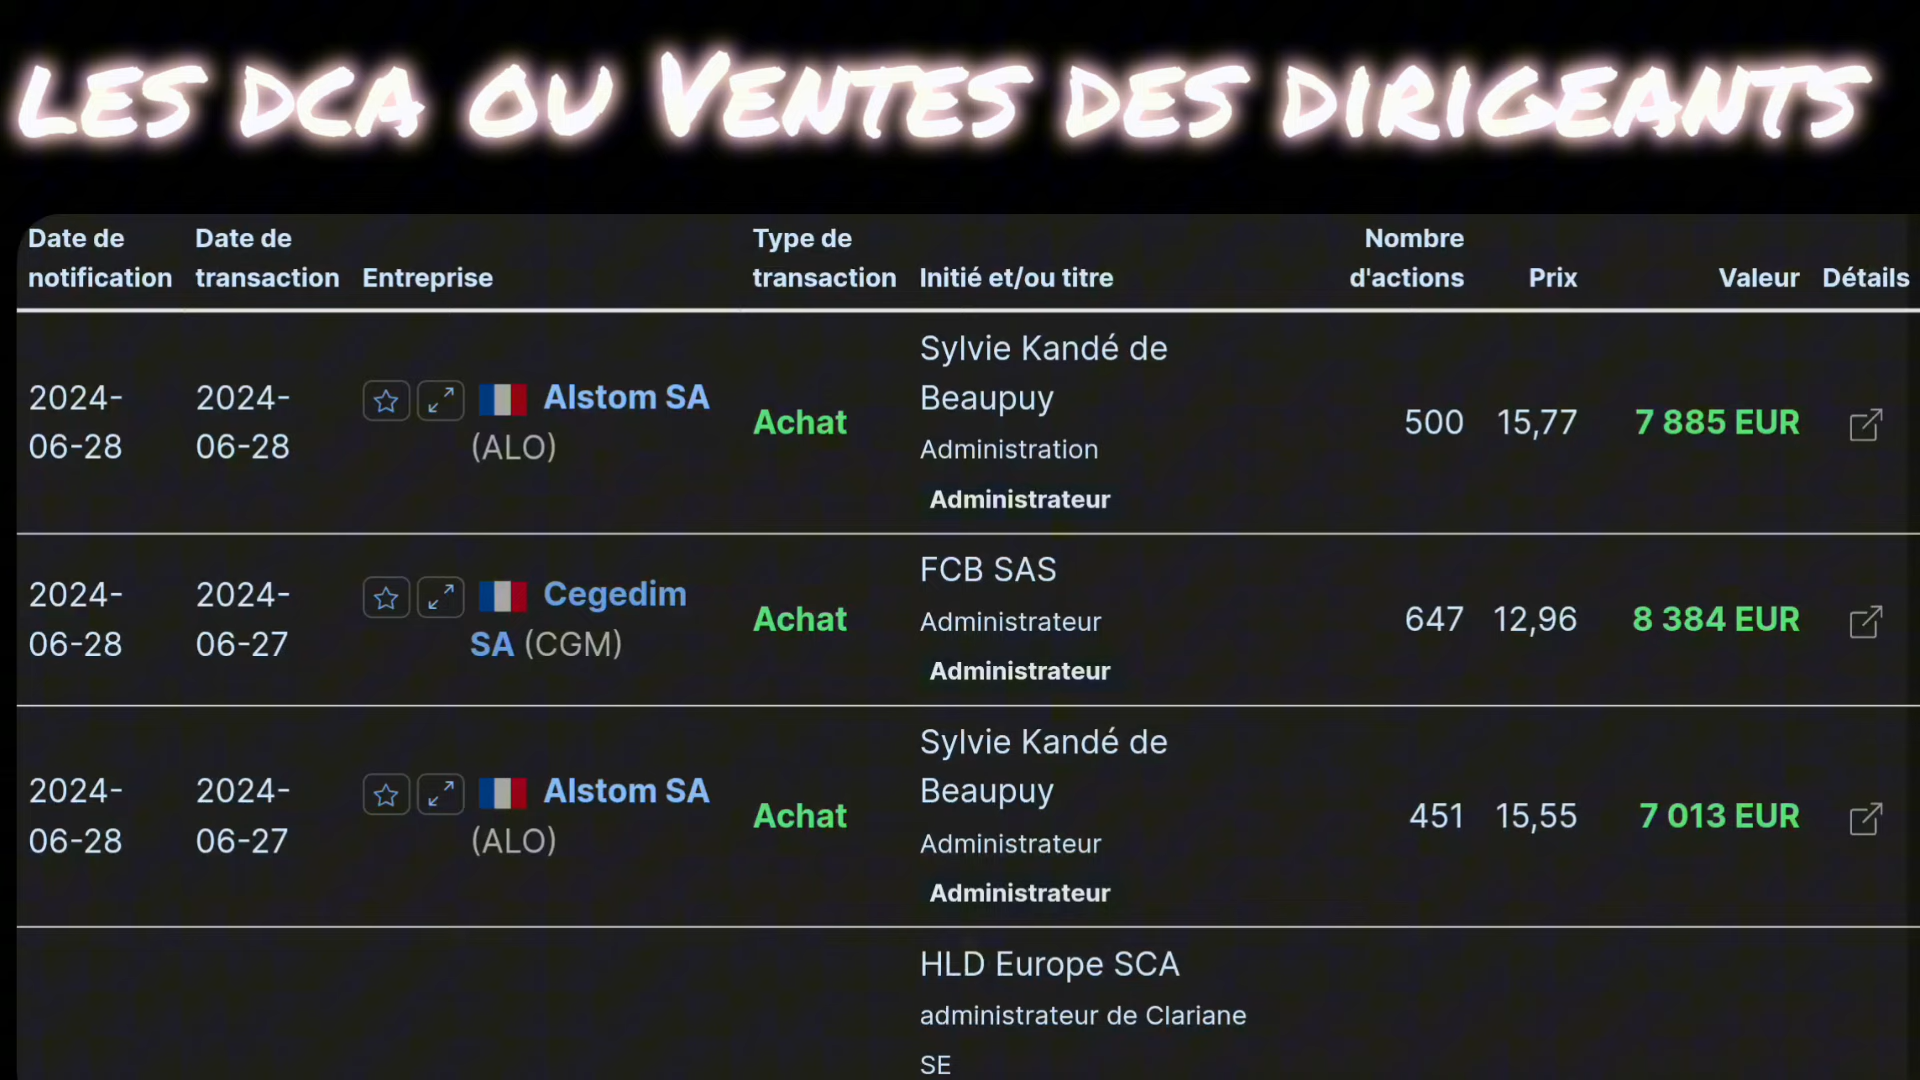 LES DCA OU VENTES DES DIRIGEANTS
Date de notification Date de transaction Entreprise Type de transaction Initié et/ou titre Nombre d'actions Prix Valeur Détails
2024-06-28 2024-06-28 Alstom SA (ALO) Achat Sylvie Kandé de Beaupuy Administration Administrateur 500 15,77 7 885 EUR
2024-06-28 2024-06-27 Cegedim SA (CGM) Achat FCB SAS Administrateur Administrateur 647 12,96 8 384 EUR
2024-06-28 2024-06-27 Alstom SA (ALO) Achat Sylvie Kandé de Beaupuy Administrateur Administrateur 451 15,55 7 013 EUR
HLD Europe SCA
administrateur de Clariane
SE